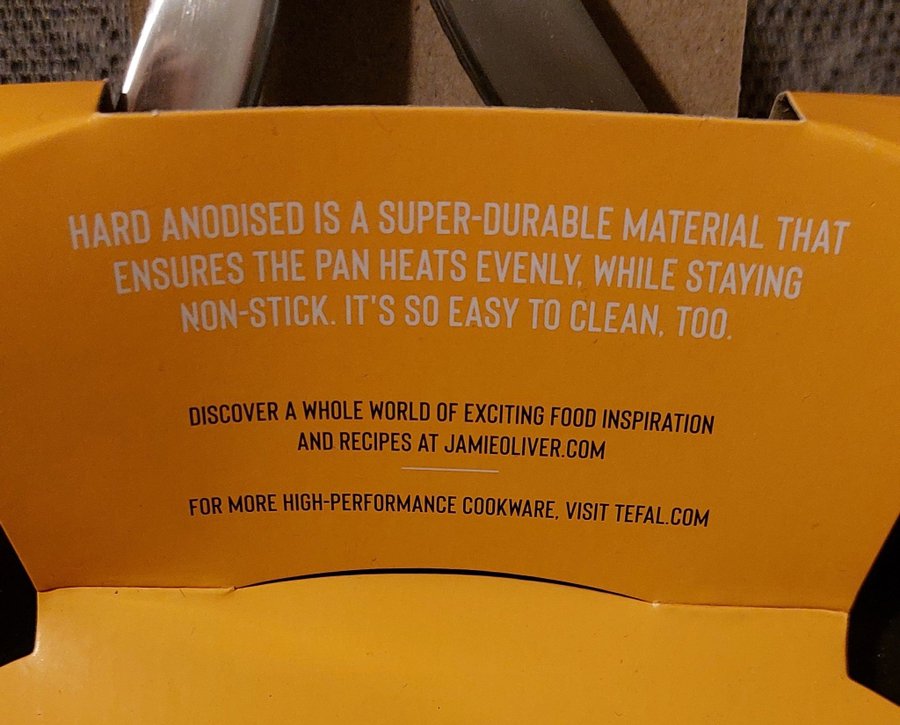 HARD ANODISED IS A SUPER-DURABLE MATERIAL THAT
ENSURES THE PAN HEATS EVENLY, WHILE STAYING
NON-STICK. IT'S SO EASY TO CLEAN, TOO.
DISCOVER A WHOLE WORLD OF EXCITING FOOD INSPIRATION
AND RECIPES AT JAMIEOLIVER.COM
FOR MORE HIGH-PERFORMANCE COOKWARE, VISIT TEFAL.COM